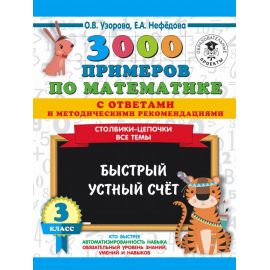 О.В. Узорова, Е.А. Нефёдова
3000
ПРИМЕРОВ
ПО МАТЕМАТИКЕ
С ОТВЕТАМИ
И МЕТОДИЧЕСКИМИ РЕКОМЕНДАЦИЯМИ
СТОЛБИКИ-ЦЕПОЧКИ
ВСЕ ТЕМЫ
БЫСТРЫЙ
УСТНЫЙ СЧЁТ
3
КЛАСС
КТО БЫСТРЕЕ
АВТОМАТИЗИРОВАННОСТЬ НАВЫКА
ОБЯЗАТЕЛЬНЫЙ УРОВЕНЬ ЗНАНИЙ,
УМЕНИЙ И НАВЫКОВ